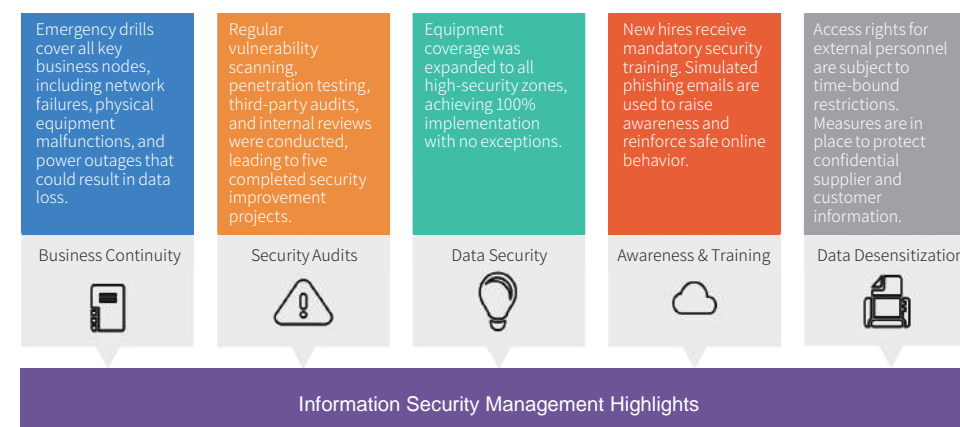 Emergency drills
cover all key
business nodes,
including network
failures, physical
equipment
malfunctions, and
power outages that
could result in data
loss.
Business Continuity
Regular
vulnerability
scanning,
penetration testing,
third-party audits,
and internal reviews
were conducted,
leading to five
completed security
improvement
projects.
Security Audits
Equipment
coverage was
expanded to all
high-security zones,
achieving 100%
implementation
with no exceptions.
Data Security
New hires receive
mandatory security
training. Simulated
phishing emails are
used to raise
awareness and
reinforce safe online
behavior.
Awareness & Training
Access rights for
external personnel
are subject to
time-bound
restrictions.
Measures are in
place to protect
confidential
supplier and
customer
information.
Data Desensitization
Information Security Management Highlights